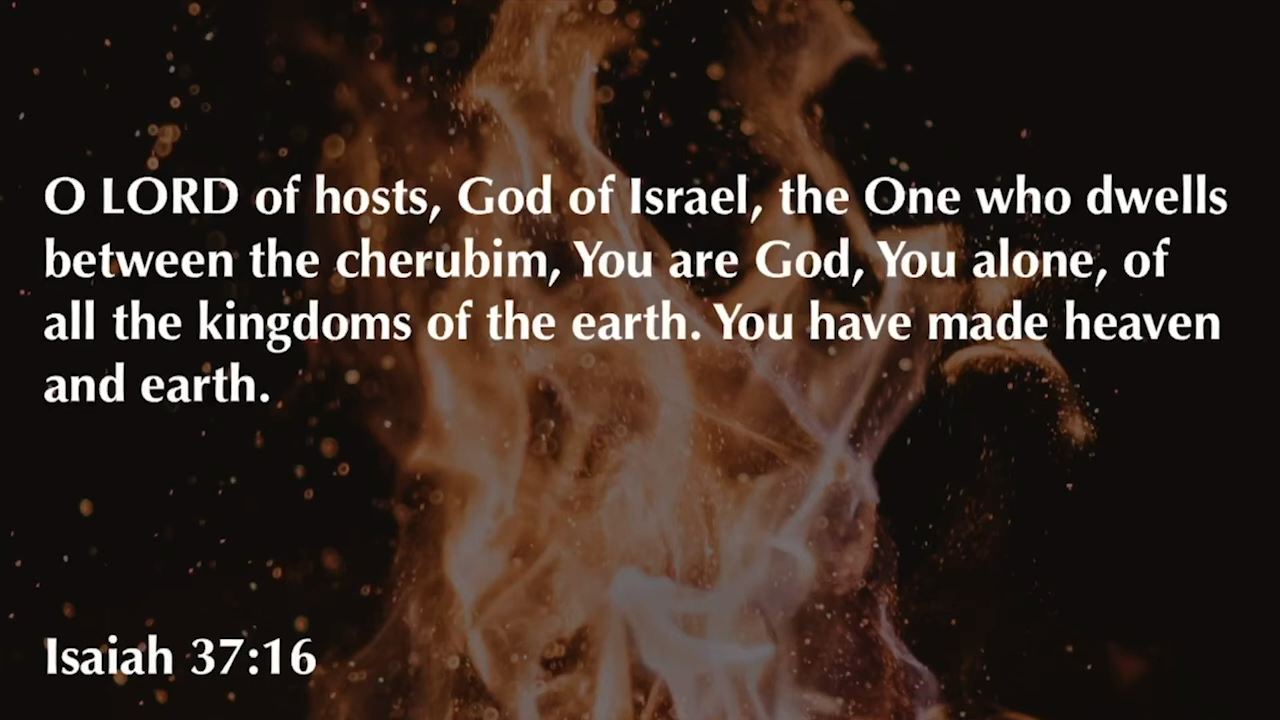 O LORD of hosts, God of Israel, the One who dwells
between the cherubim, You are God, You alone, of
all the kingdoms of the earth. You have made heaven
and earth.
Isaiah 37:16